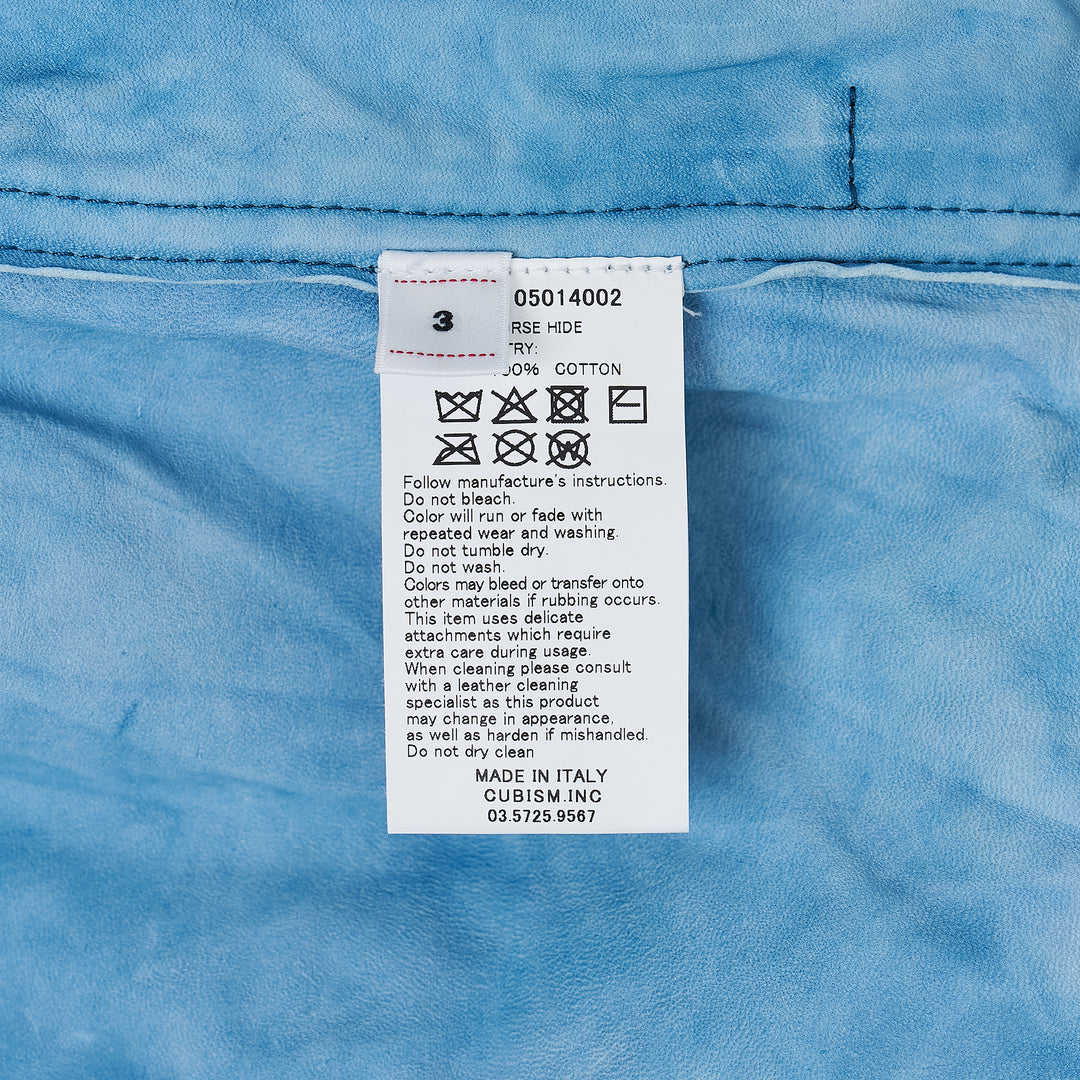 3
05014002
HIDE
COTTON
W
Follow manufacture's instructions.
Do not bleach.
Color will run or fade with
repeated wear and washing.
Do not tumble dry.
Do not wash.
Colors may bleed or transfer onto
other materials if rubbing occurs.
This item uses delicate
attachments which require
extra care during usage.
When cleaning please consult
with a leather cleaning
specialist as this product
may change in appearance,
as well as harden if mishandled.
Do not dry clean
MADE IN ITALY
CUBISM.INC
03.5725.9567